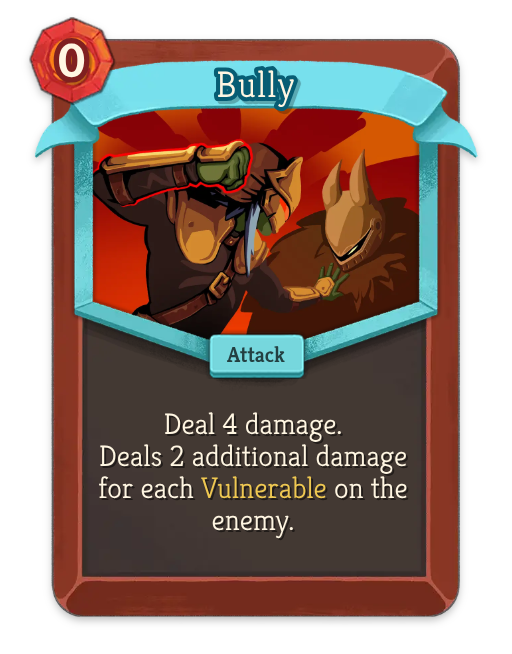 0
Bully
Attack
Deal 4 damage.
Deals 2 additional damage
for each Vulnerable on the
enemy.